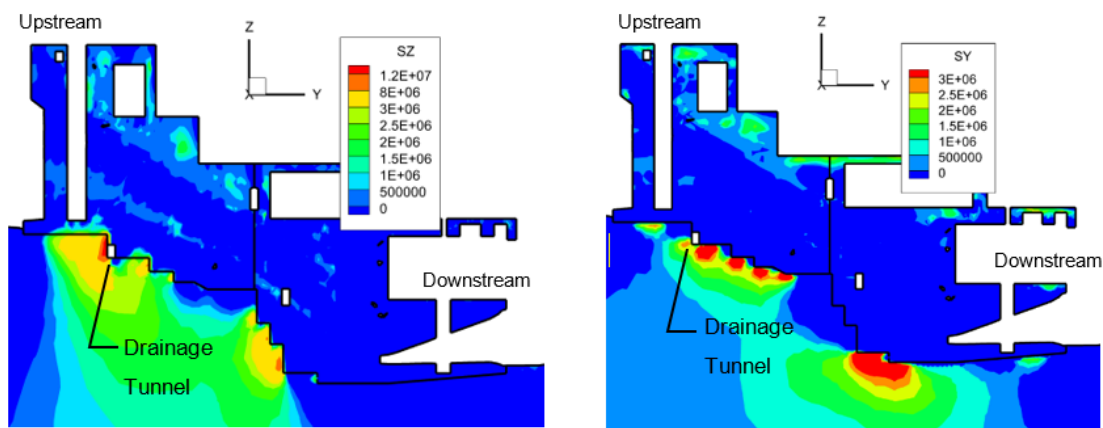 Upstream
Z
X
Y
SZ
1.2E+07
8E+06
3E+06
2.5E+06
2E+06
1.5E+06
1E+06
500000
0
Downstream
Drainage
Tunnel
Upstream
Z
X
Y
SY
3E+06
2.5E+06
2E+06
1.5E+06
1E+06
500000
0
Downstream
Drainage
Tunnel